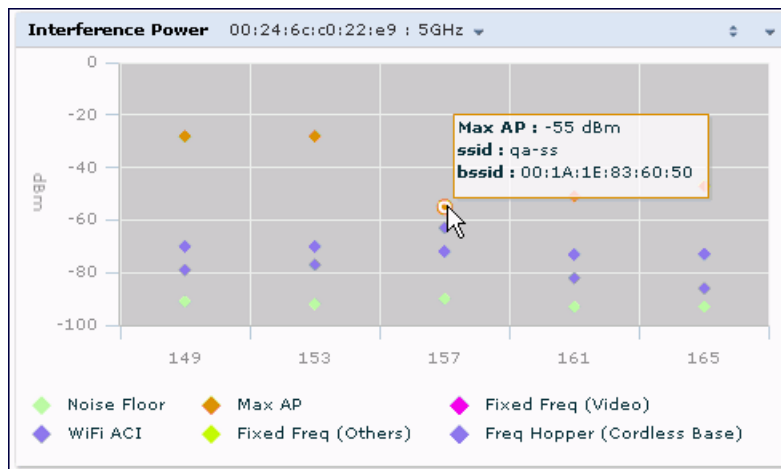 Interference Power 00:24:6c:c0:22:e9 : 5GHz
0
-20
-40
-60
-80
-100
dBm
Max AP : -55 dBm
ssid : qa-ss
bssid : 00:1A:1E:83:60:50
149 153 157 161 165
Noise Floor Max AP Fixed Freq (Video)
WiFi ACI Fixed Freq (Others) Freq Hopper (Cordless Base)